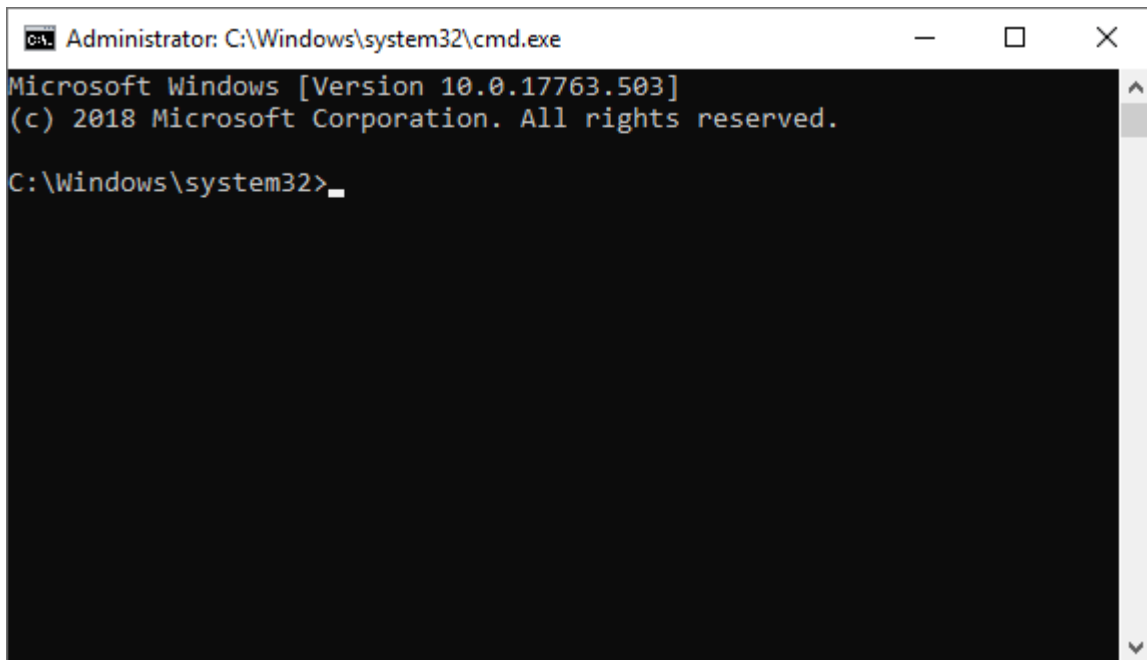 Administrator: C:\Windows\system32\cmd.exe
Microsoft Windows [Version 10.0.17763.503]
(c) 2018 Microsoft Corporation. All rights reserved.
C:\Windows\system32>